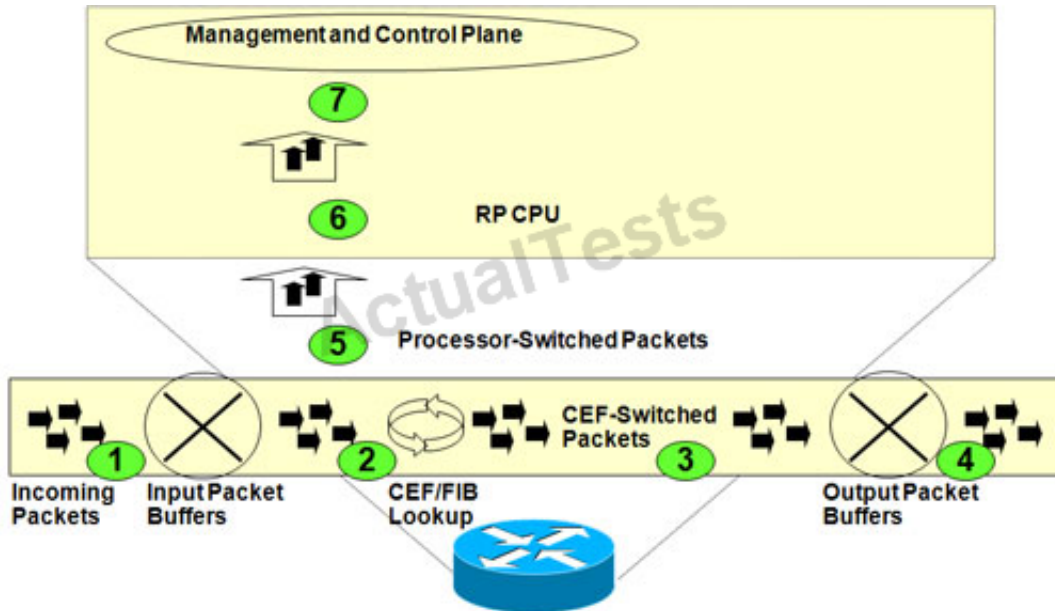 Management and Control Plane
7
6
RP CPU
ActualTests
5
Processor-Switched Packets
CEF-Switched
Packets
1
2
3
4
Incoming
Packets
Input Packet
Buffers
CEF/FIB
Lookup
Output Packet
Buffers